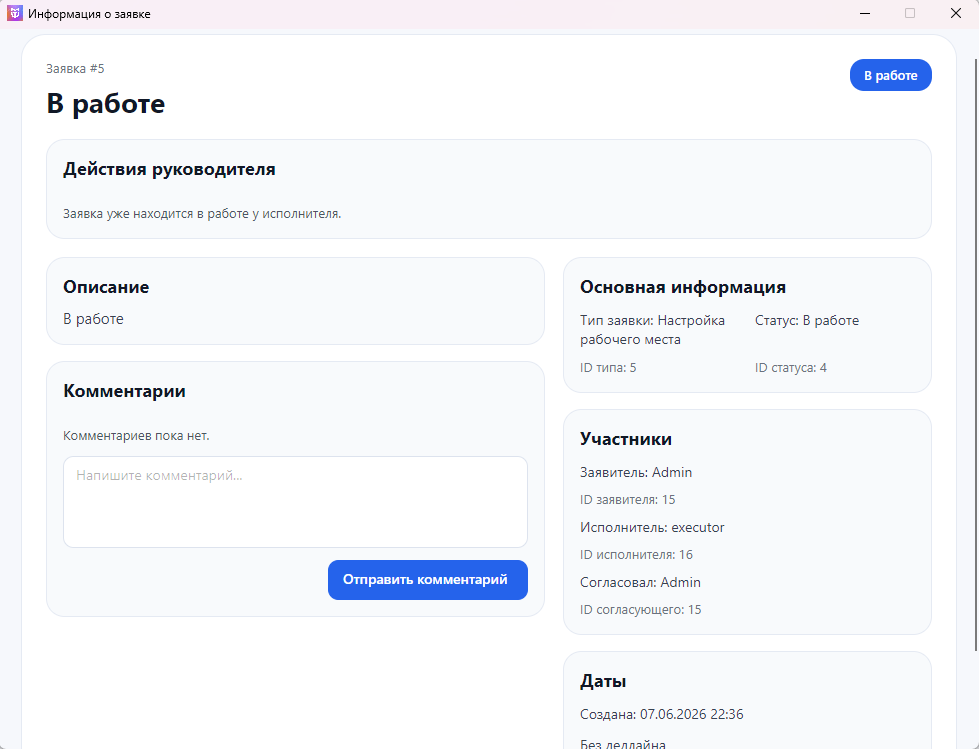 Информация о заявке
Заявка #5
В работе
В работе
Действия руководителя
Заявка уже находится в работе у исполнителя.
Описание
В работе
Комментарии
Комментариев пока нет.
Напишите комментарий...
Отправить комментарий
Основная информация
Тип заявки: Настройка
рабочего места
Статус: В работе
ID типа: 5
ID статуса: 4
Участники
Заявитель: Admin
ID заявителя: 15
Исполнитель: executor
ID исполнителя: 16
Согласовал: Admin
ID согласующего: 15
Даты
Создана: 07.06.2026 22:36
Без дедлайна